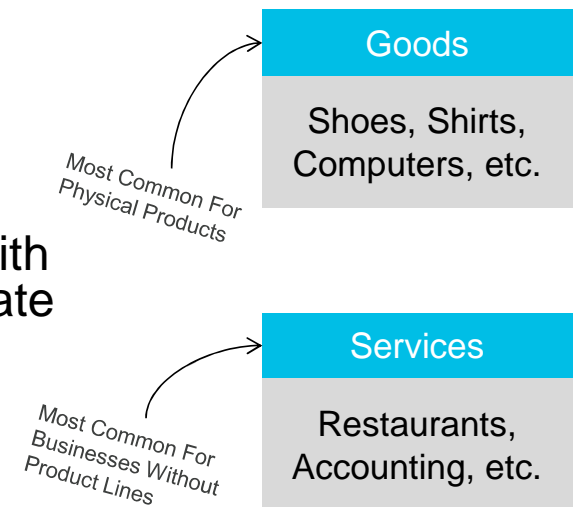 Goods
Shoes, Shirts,
Computers, etc.
Most Common For
Physical Products
Services
Restaurants,
Accounting, etc.
Most Common For
Businesses Without
Product Lines